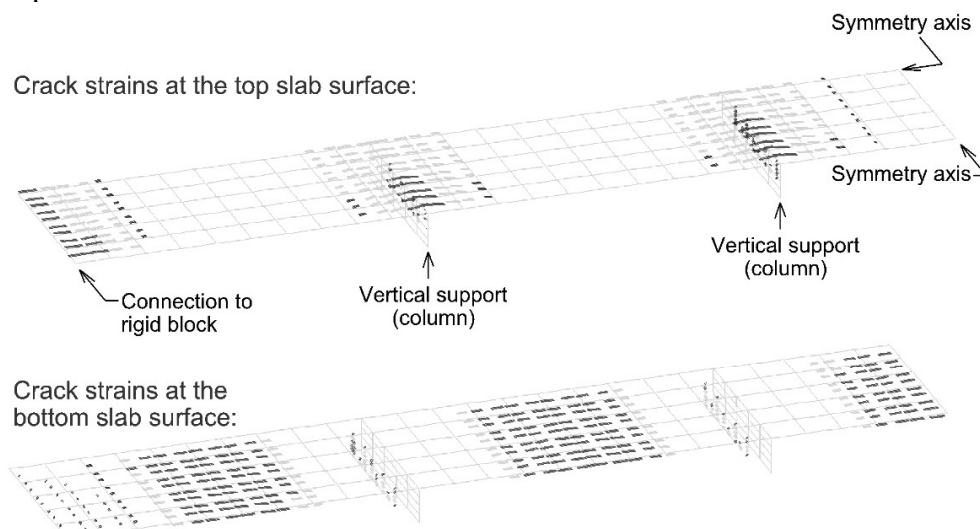 Symmetry axis
Crack strains at the top slab surface:
Symmetry axis
Vertical support
(column)
Vertical support
(column)
Connection to
rigid block
Crack strains at the
bottom slab surface: